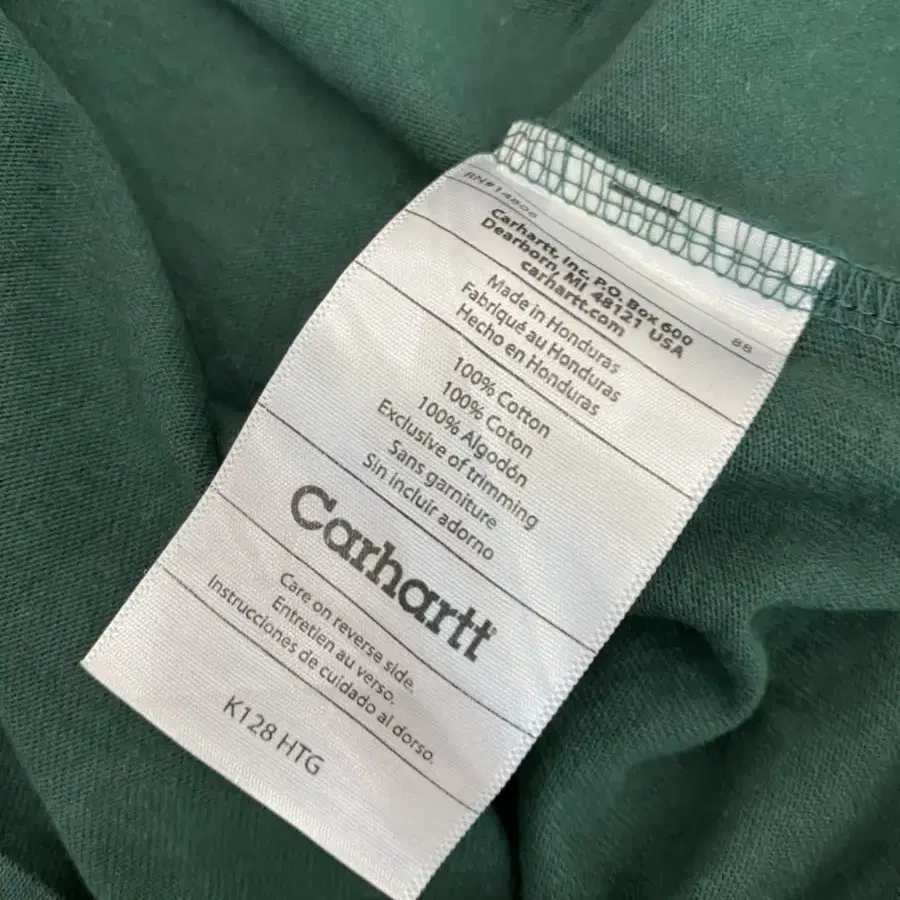 RN#14806
Carhartt, Inc. P.O. Box 600
Dearborn, MI 48121 USA
carhartt.com
88
Made in Honduras
Fabriqué au Honduras
Hecho en Honduras
100% Cotton
100% Coton
100% Algodón
Exclusive of trimming
Sans garniture
Sin incluir adorno
Carhartt
Care on reverse side.
Entretien au verso.
Instrucciones de cuidado al dorso.
K128 HTG